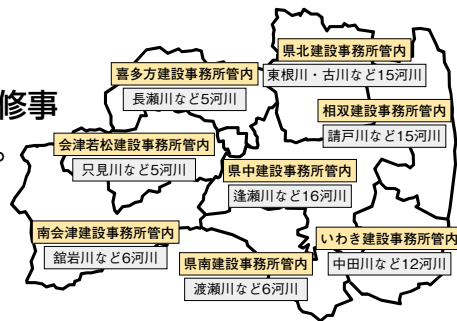 県北建設事務所管内
東根川・古川など15河川
喜多方建設事務所管内
長瀬川など5河川
修事
。
相双建設事務所管内
請戸川など15河川
会津若松建設事務所管内
只見川など5河川
県中建設事務所管内
逢瀬川など16河川
南会津建設事務所管内
舘岩川など6河川
いわき建設事務所管内
中田川など12河川
県南建設事務所管内
渡瀬川など6河川